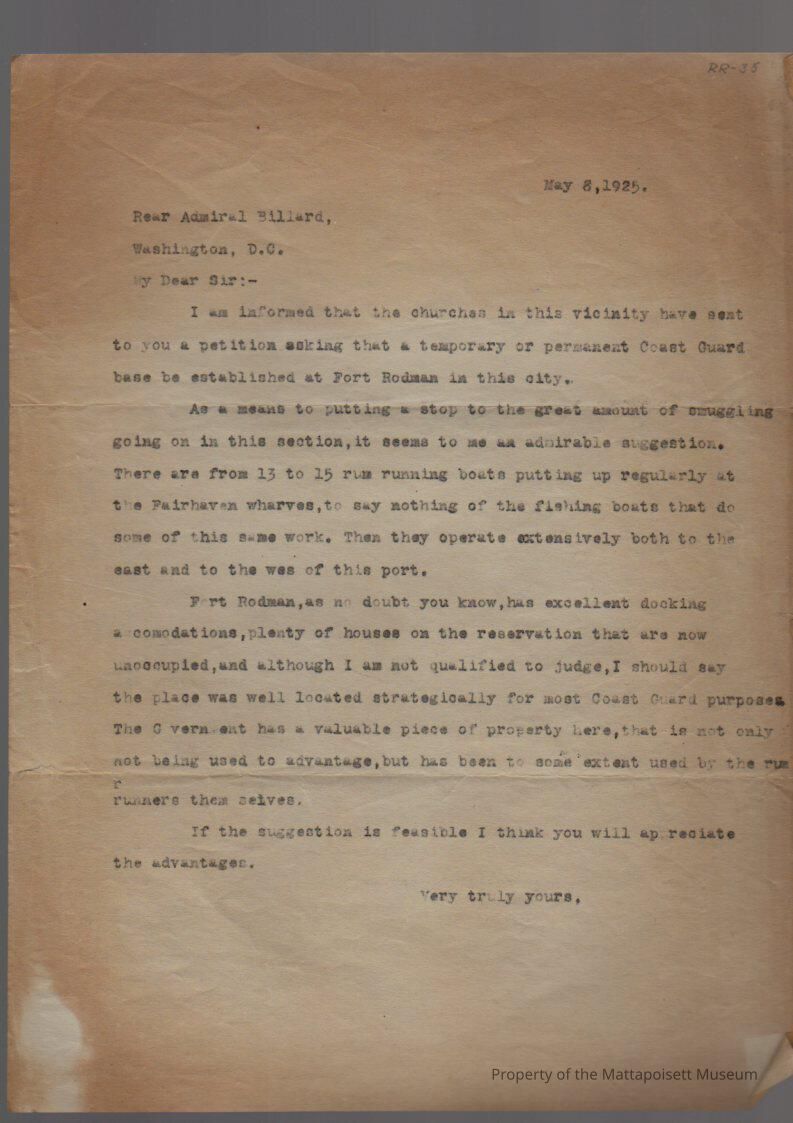 RR-35
May 8,1925.
Rear Admiral Billard,
Washington, D.C.
My Dear Sir:-
I am informed that the churches in this vicinity have sent
to you a petition asking that a temporary or permanent Coast Guard
base be established at Fort Rodman in this city.
As a means to putting a stop to the great amount of smuggling
going on in this section,it seems to me an admirable suggestion.
There are from 13 to 15 rum running boats putting up regularly at
the Fairhaven wharves,to say nothing of the fishing boats that do
some of this same work. Then they operate extensively both to the
east and to the wes of this port.
Fort Rodman,as no doubt you know,has excellent docking
a comodations,plenty of houses on the reservation that are now
unoccupied,and although I am not qualified to judge,I should say
the place was well located strategically for most Coast Guard purposes
The G vernment has a valuable piece of property here,that is not only
not being used to advantage,but has been to some extent used by the rum
r
runners them selves.
If the suggestion is feasible I think you will ap reciate
the advantages.
Very truly yours,
Property of the Mattapoisett Museum